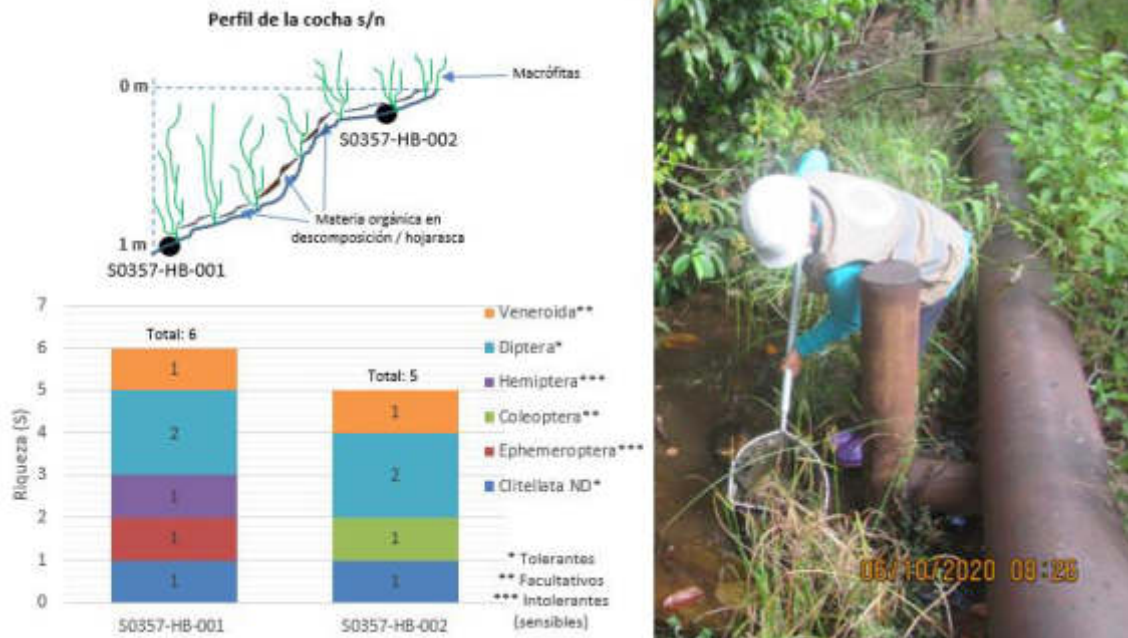 Perfil de la cocha s/n
0 m
Macrófitas
S0357-HB-002
Materia orgánica en
descomposición / hojarasca
1 m
S0357-HB-001
7
6
5
4
3
2
1
0
Riqueza (S)
Total: 6
1
2
1
1
1
Total: 5
1
2
1
1
S0357-HB-001
S0357-HB-002
Veneroida**
Diptera*
Hemiptera***
Coleoptera**
Ephemeroptera***
Clitellata ND*
* Tolerantes
** Facultativos
*** Intolerantes
(sensibles)
06/10/2020 09:26